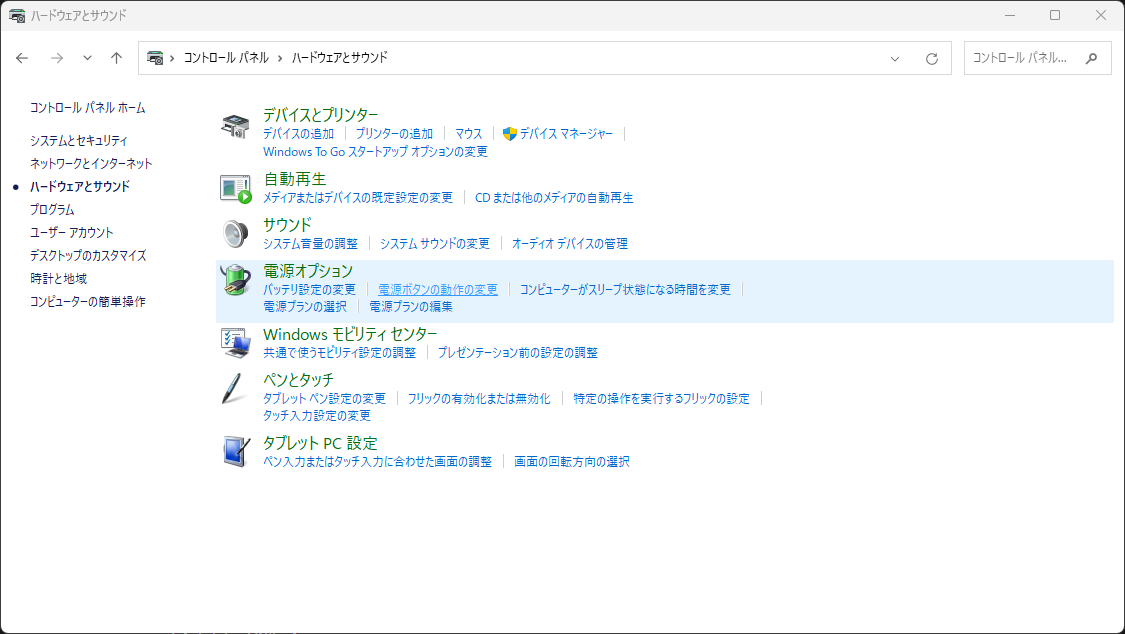 ハードウェアとサウンド
コントロール パネル › ハードウェアとサウンド
コントロール パネル...
コントロール パネル ホーム
システムとセキュリティ
ネットワークとインターネット
ハードウェアとサウンド
プログラム
ユーザー アカウント
デスクトップのカスタマイズ
時計と地域
コンピューターの簡単操作
デバイスとプリンター
デバイスの追加 | プリンターの追加 | マウス | デバイス マネージャー |
Windows To Go スタートアップ オプションの変更
自動再生
メディアまたはデバイスの既定設定の変更 | CD または他のメディアの自動再生
サウンド
システム音量の調整 | システム サウンドの変更 | オーディオ デバイスの管理
電源オプション
バッテリ設定の変更 | 電源ボタンの動作の変更 | コンピューターがスリープ状態になる時間を変更 |
電源プランの選択 | 電源プランの編集
Windows モビリティ センター
共通で使うモビリティ設定の調整 | プレゼンテーション前の設定の調整
ペンとタッチ
タブレット ペン設定の変更 | フリックの有効化または無効化 | 特定の操作を実行するフリックの設定 |
タッチ入力設定の変更
タブレット PC 設定
ペン入力またはタッチ入力に合わせた画面の調整 | 画面の回転方向の選択